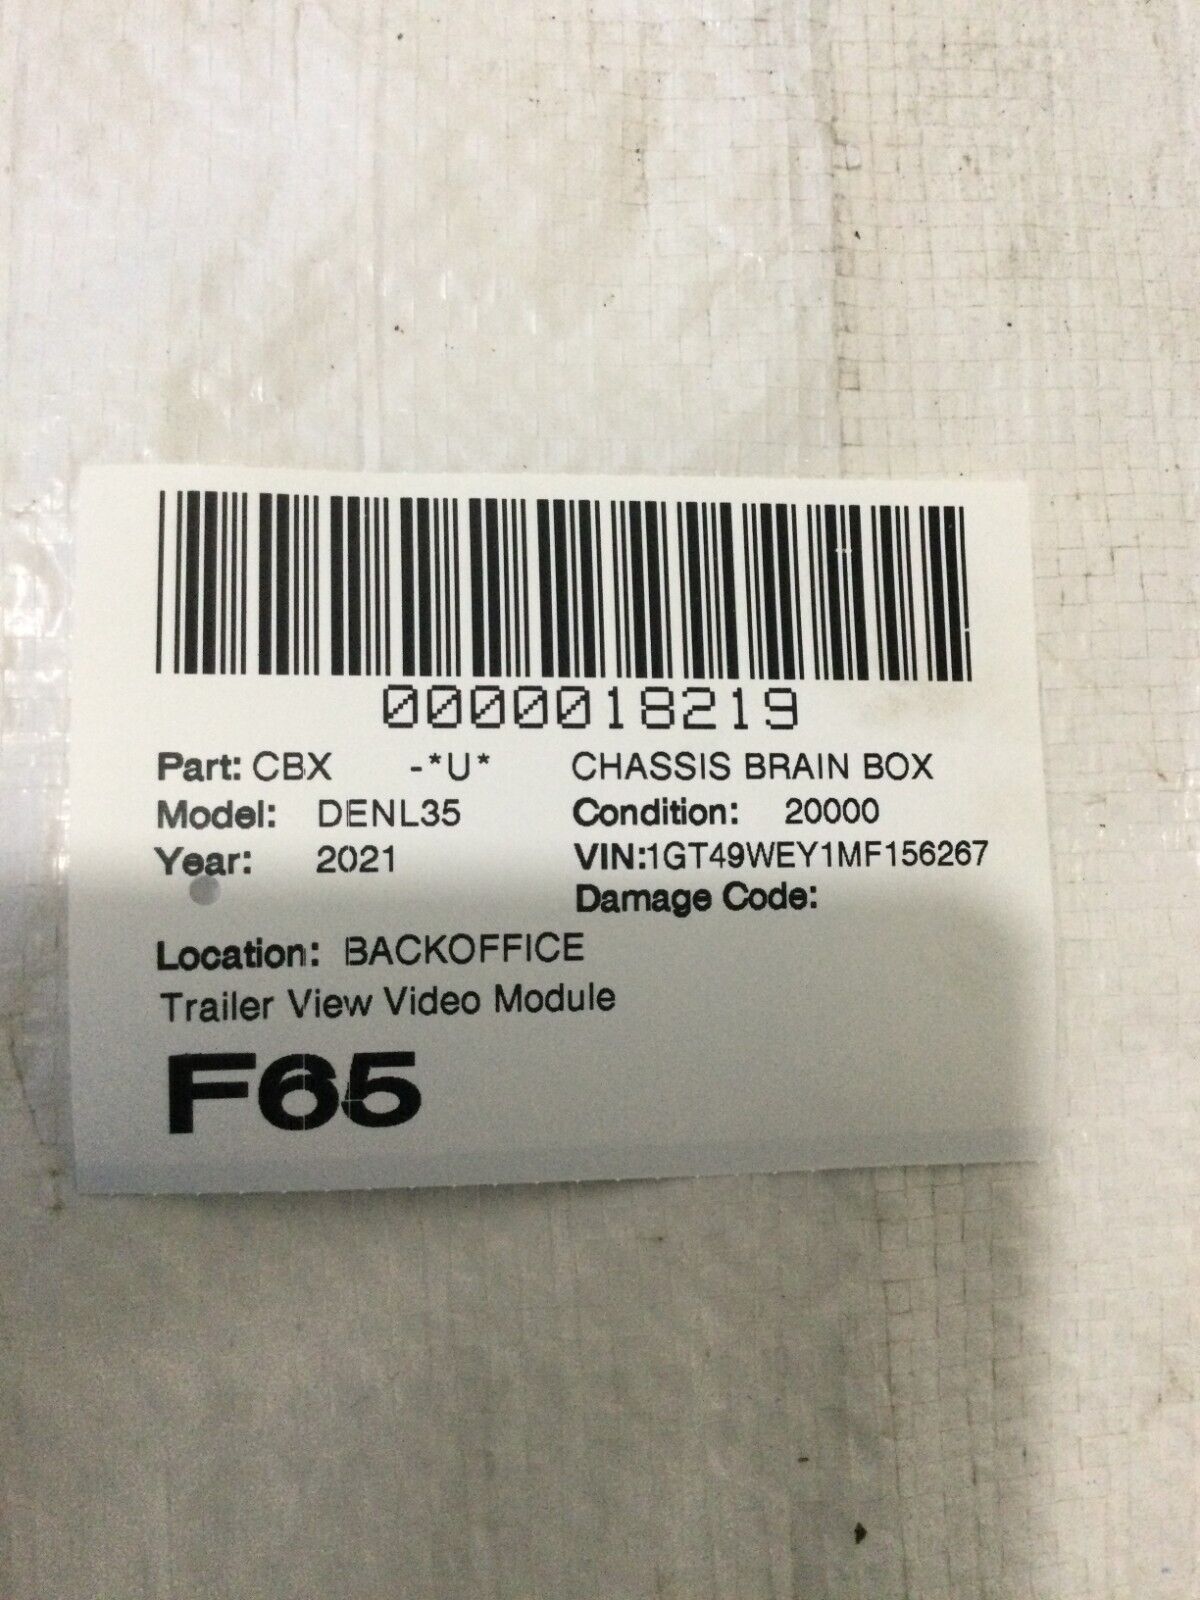 0000018219
Part: CBX -*U* CHASSIS BRAIN BOX
Model: DENL35 Condition: 20000
Year: 2021 VIN:1GT49WEY1MF156267
Damage Code:
Location: BACKOFFICE
Trailer View Video Module
F65